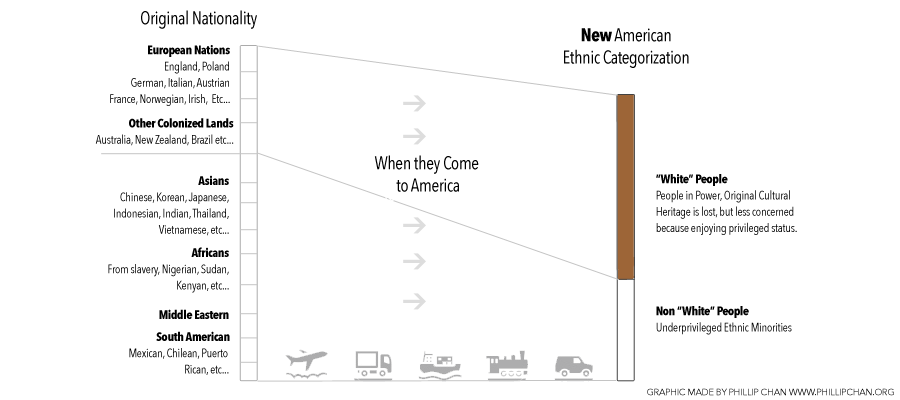 Original Nationality
European Nations
England, Poland
German, Italian, Austrian
France, Norwegian, Irish, Etc...
Other Colonized Lands
Australia, New Zealand, Brazil etc...
Asians
Chinese, Korean, Japanese,
Indonesian, Indian, Thailand,
Vietnamese, etc...
Africans
From slavery, Nigerian, Sudan,
Kenyan, etc...
Middle Eastern
South American
Mexican, Chilean, Puerto
Rican, etc...
When they Come
to America
New American
Ethnic Categorization
"White" People
People in Power, Original Cultural
Heritage is lost, but less concerned
because enjoying privileged status.
Non "White" People
Underprivileged Ethnic Minorities
GRAPHIC MADE BY PHILLIP CHAN WWW.PHILLIPCHAN.ORG